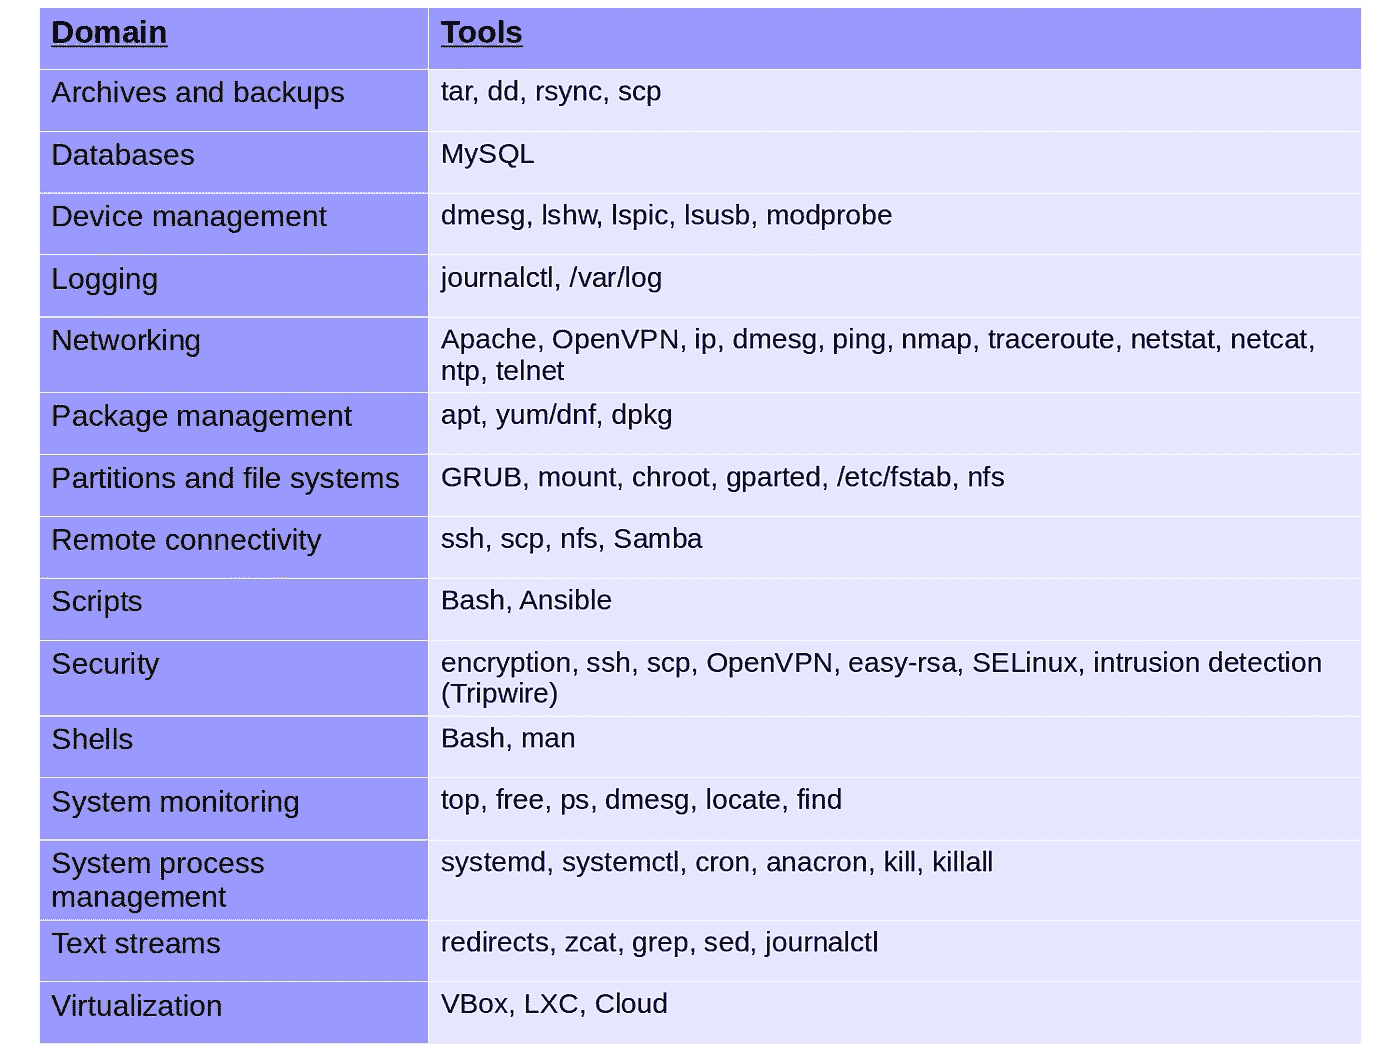 Domain
Tools
Archives and backups
tar, dd, rsync, scp
Databases
MySQL
Device management
dmesg, lshw, lspic, lsusb, modprobe
Logging
journalctl, /var/log
Networking
Apache, OpenVPN, ip, dmesg, ping, nmap, traceroute, netstat, netcat,
ntp, telnet
Package management
apt, yum/dnf, dpkg
Partitions and file systems
GRUB, mount, chroot, gparted, /etc/fstab, nfs
Remote connectivity
ssh, scp, nfs, Samba
Scripts
Bash, Ansible
Security
encryption, ssh, scp, OpenVPN, easy-rsa, SELinux, intrusion detection
(Tripwire)
Shells
Bash, man
System monitoring
top, free, ps, dmesg, locate, find
System process
management
systemd, systemctl, cron, anacron, kill, killall
Text streams
redirects, zcat, grep, sed, journalctl
Virtualization
VBox, LXC, Cloud